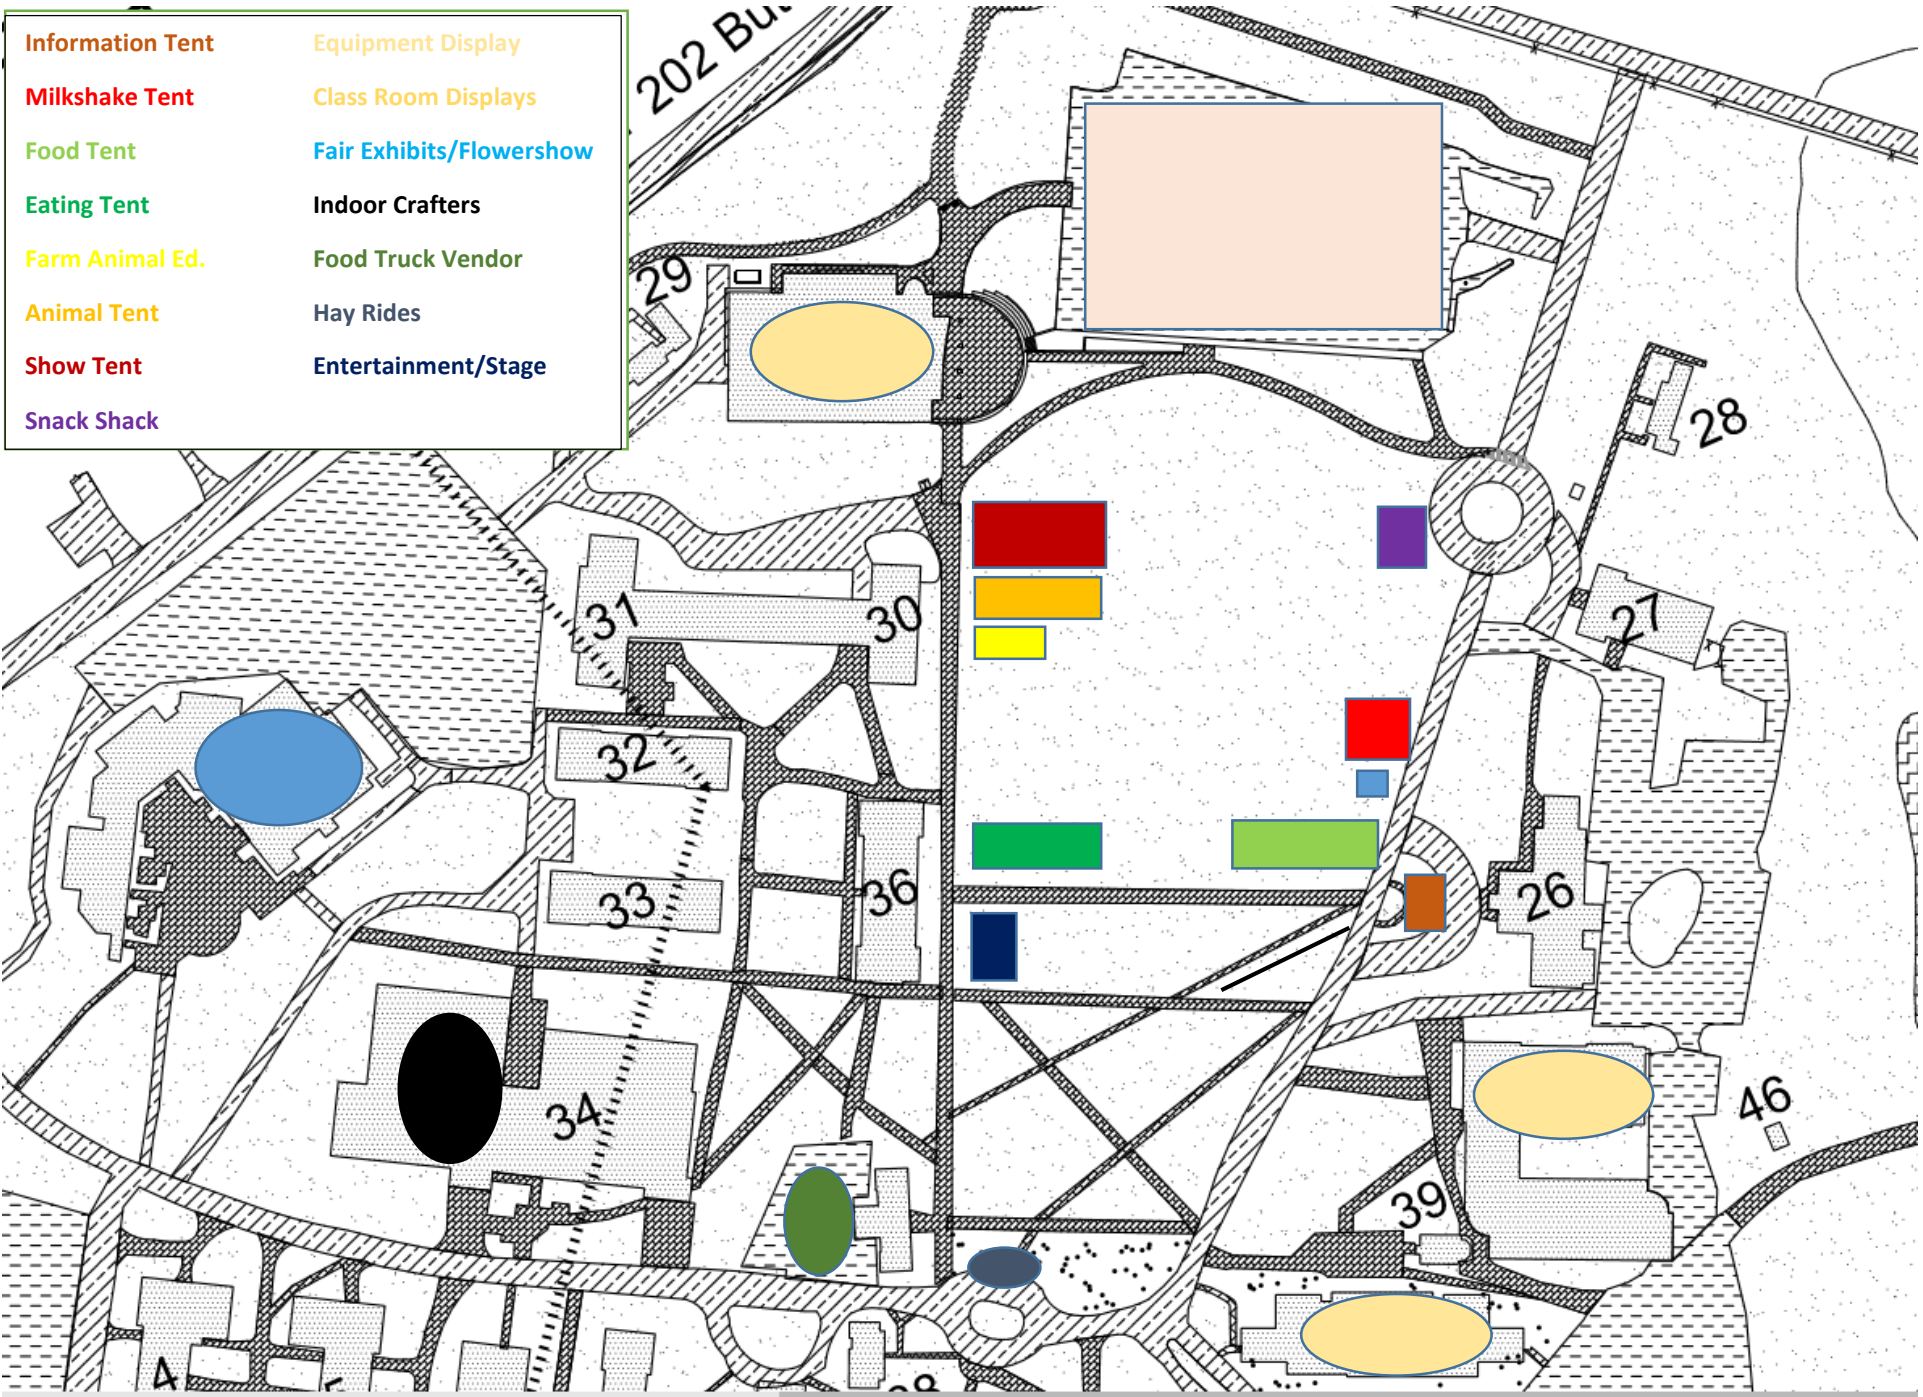 Information Tent
Equipment Display
Milkshake Tent
Class Room Displays
Food Tent
Fair Exhibits/Flowershow
Eating Tent
Indoor Crafters
Farm Animal Ed.
Food Truck Vendor
Animal Tent
Hay Rides
Show Tent
Entertainment/Stage
Snack Shack
202
29
28
31
30
27
32
36
33
26
34
46
39
4